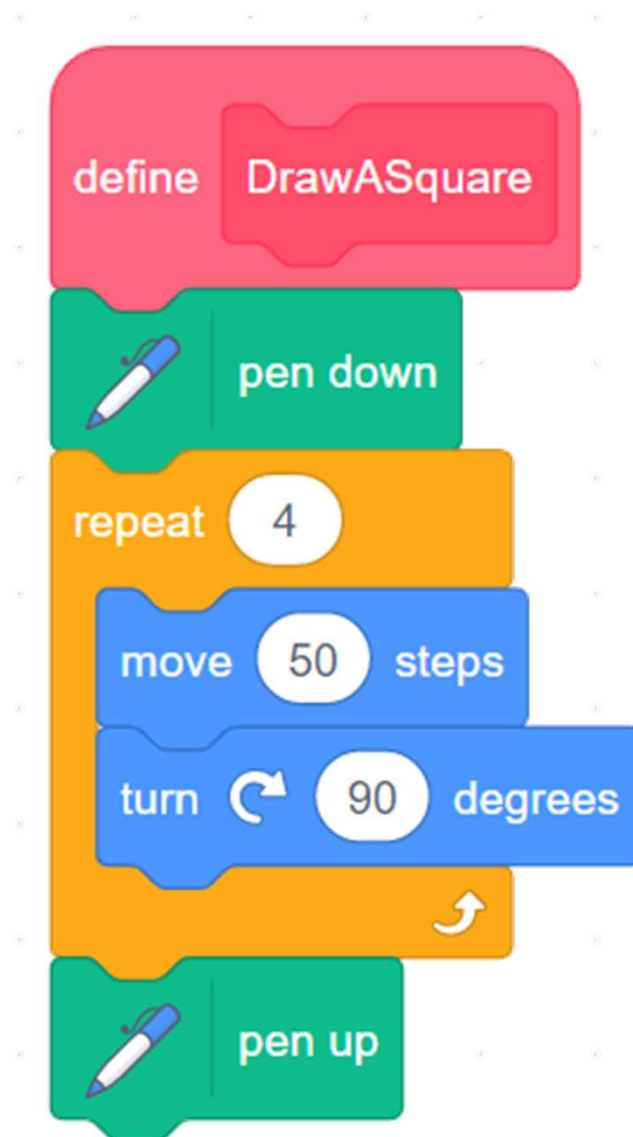 define DrawASquare
pen down
repeat 4
move 50 steps
turn 90 degrees
pen up